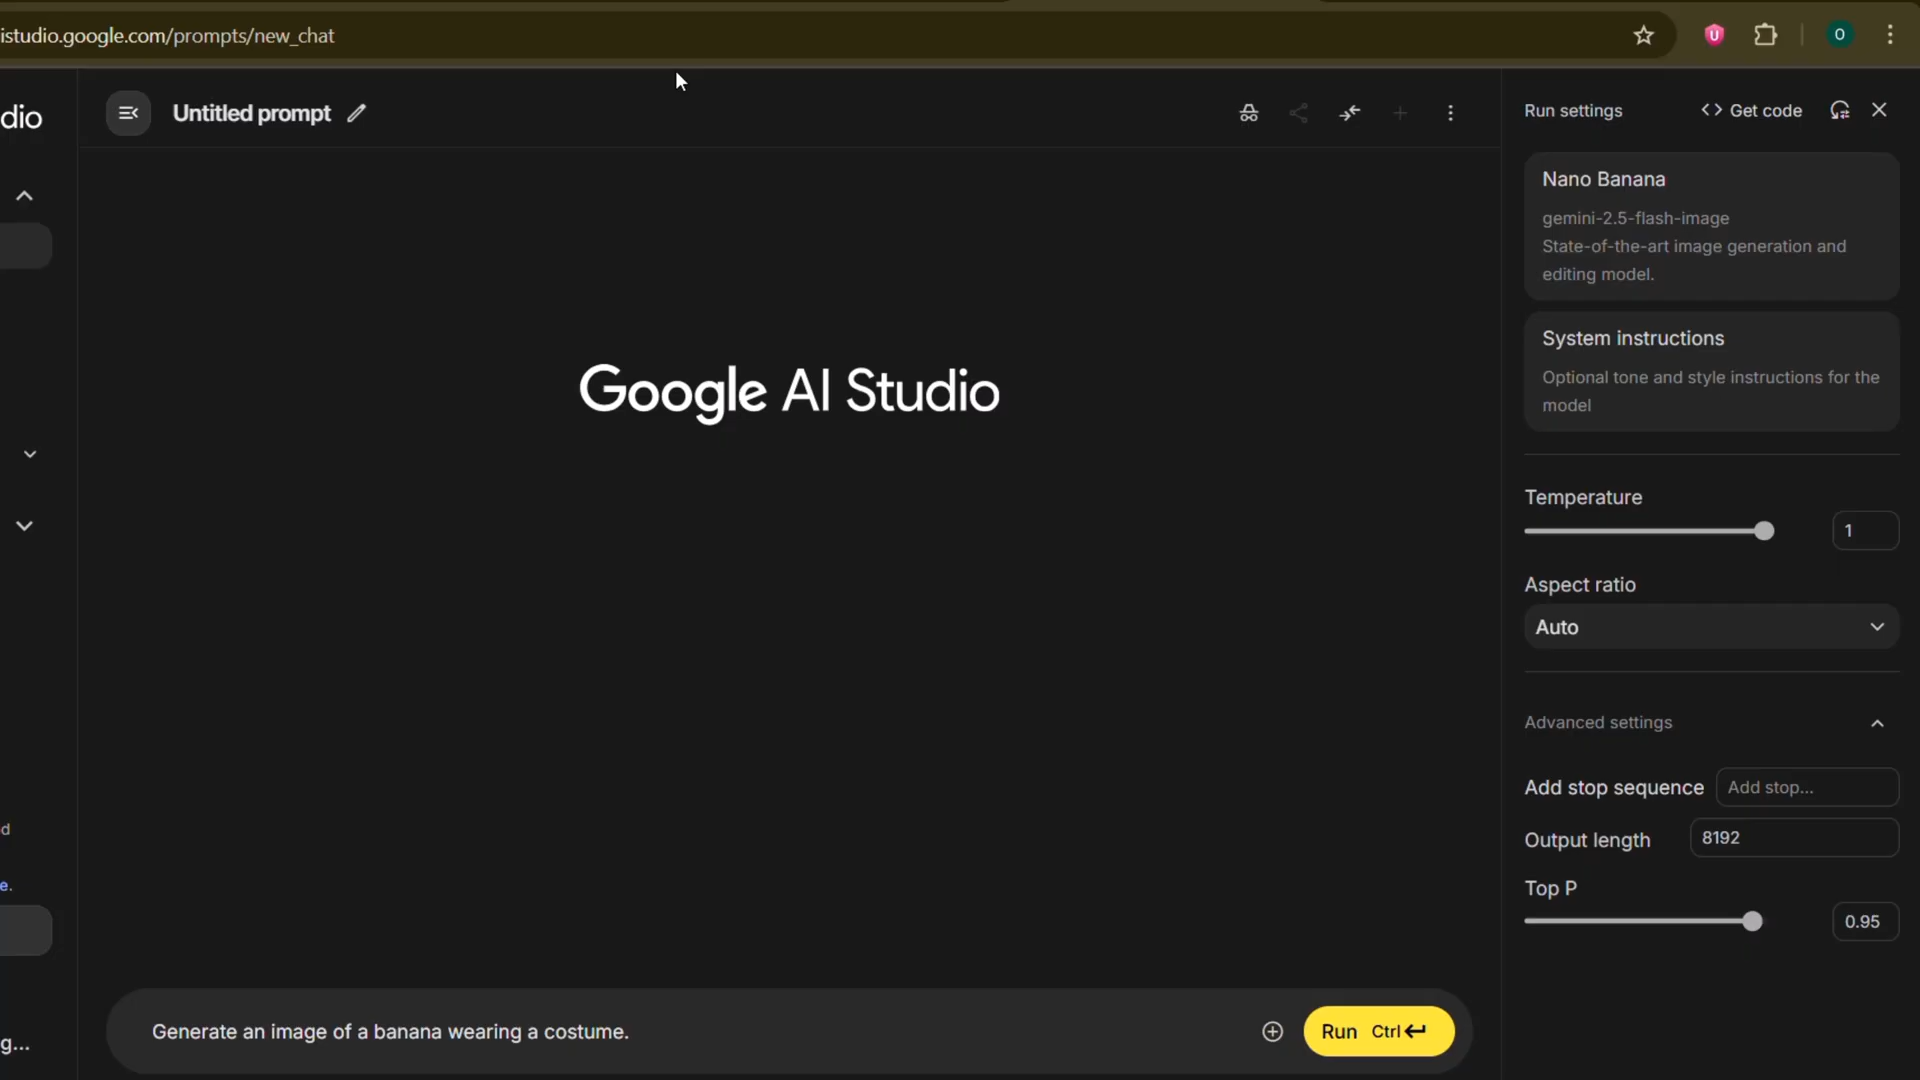 istudio.google.com/prompts/new_chat
U
O
dio
Untitled prompt
Run settings
<> Get code
Nano Banana
gemini-2.5-flash-image
State-of-the-art image generation and
editing model.
System instructions
Optional tone and style instructions for the
model
Google AI Studio
Temperature
1
Aspect ratio
Auto
Advanced settings
Add stop sequence
Add stop...
Output length
8192
Top P
0.95
d
e.
g...
Generate an image of a banana wearing a costume.
Run Ctrl